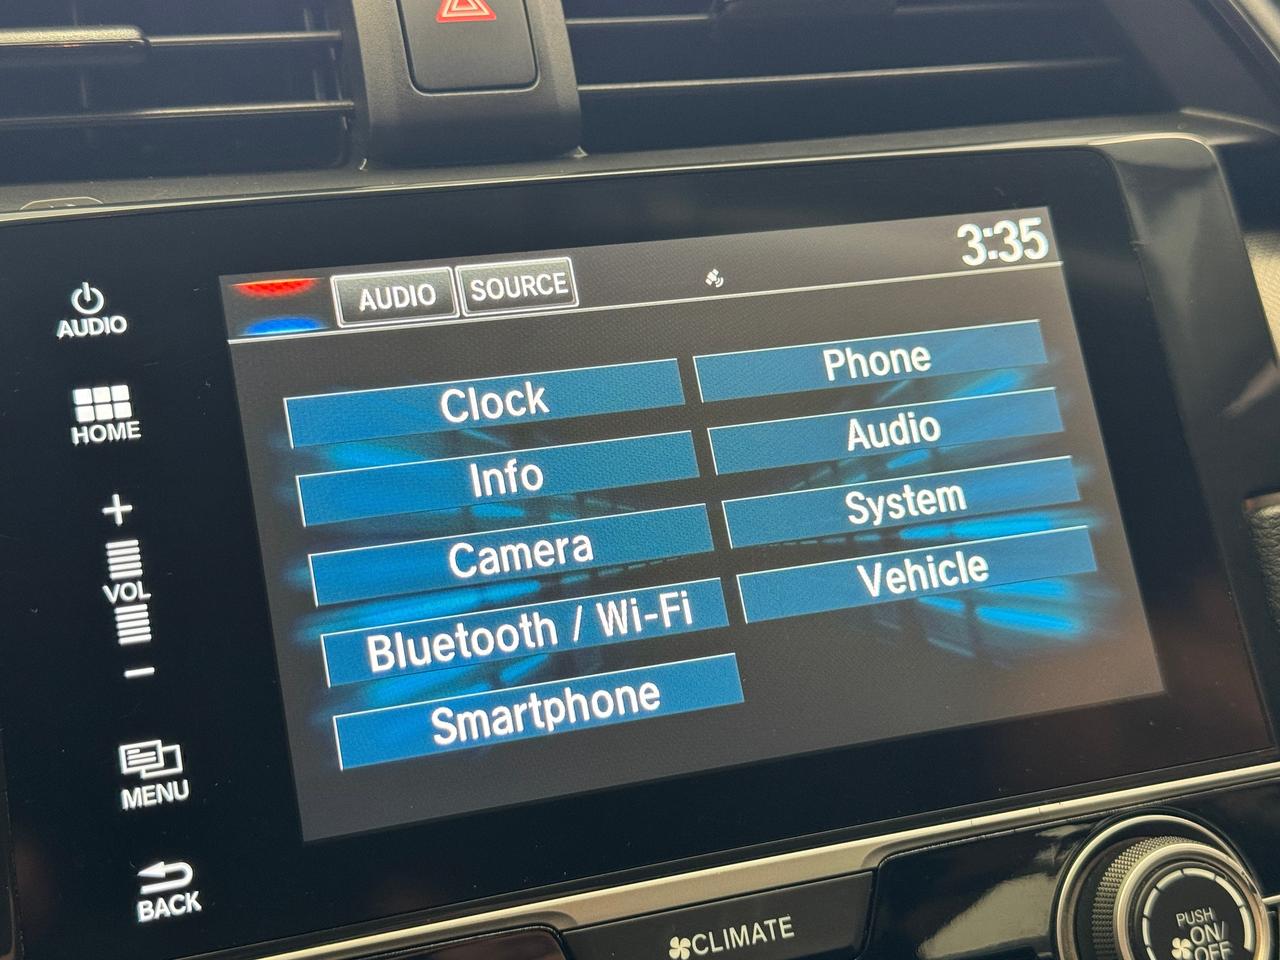 AUDIO
SOURCE
3:35
AUDIO
HOME
VOL
MENU
BACK
Clock
Phone
Info
Audio
Camera
System
Bluetooth / Wi-Fi
Vehicle
Smartphone
CLIMATE
PUSH
ON/
OFF